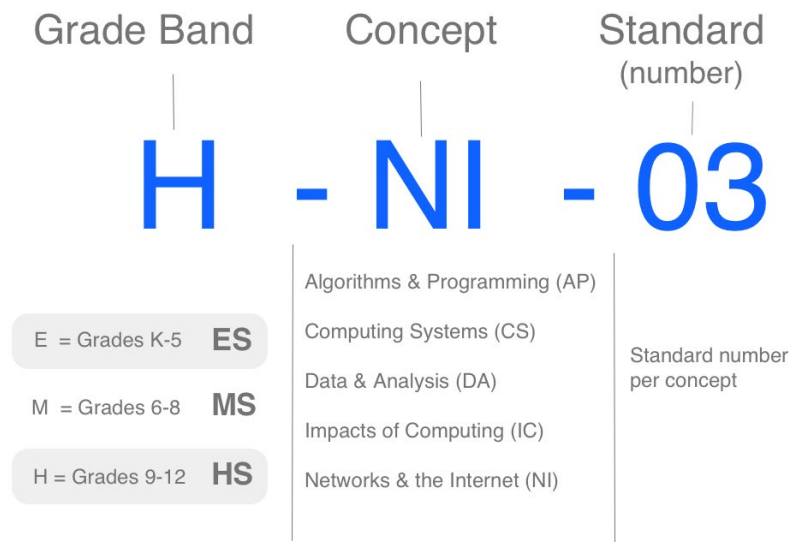 Grade Band
Concept
Standard
(number)
H - NI - 03
E = Grades K-5 ES
M = Grades 6-8 MS
H = Grades 9-12 HS
Algorithms & Programming (AP)
Computing Systems (CS)
Data & Analysis (DA)
Impacts of Computing (IC)
Networks & the Internet (NI)
Standard number
per concept